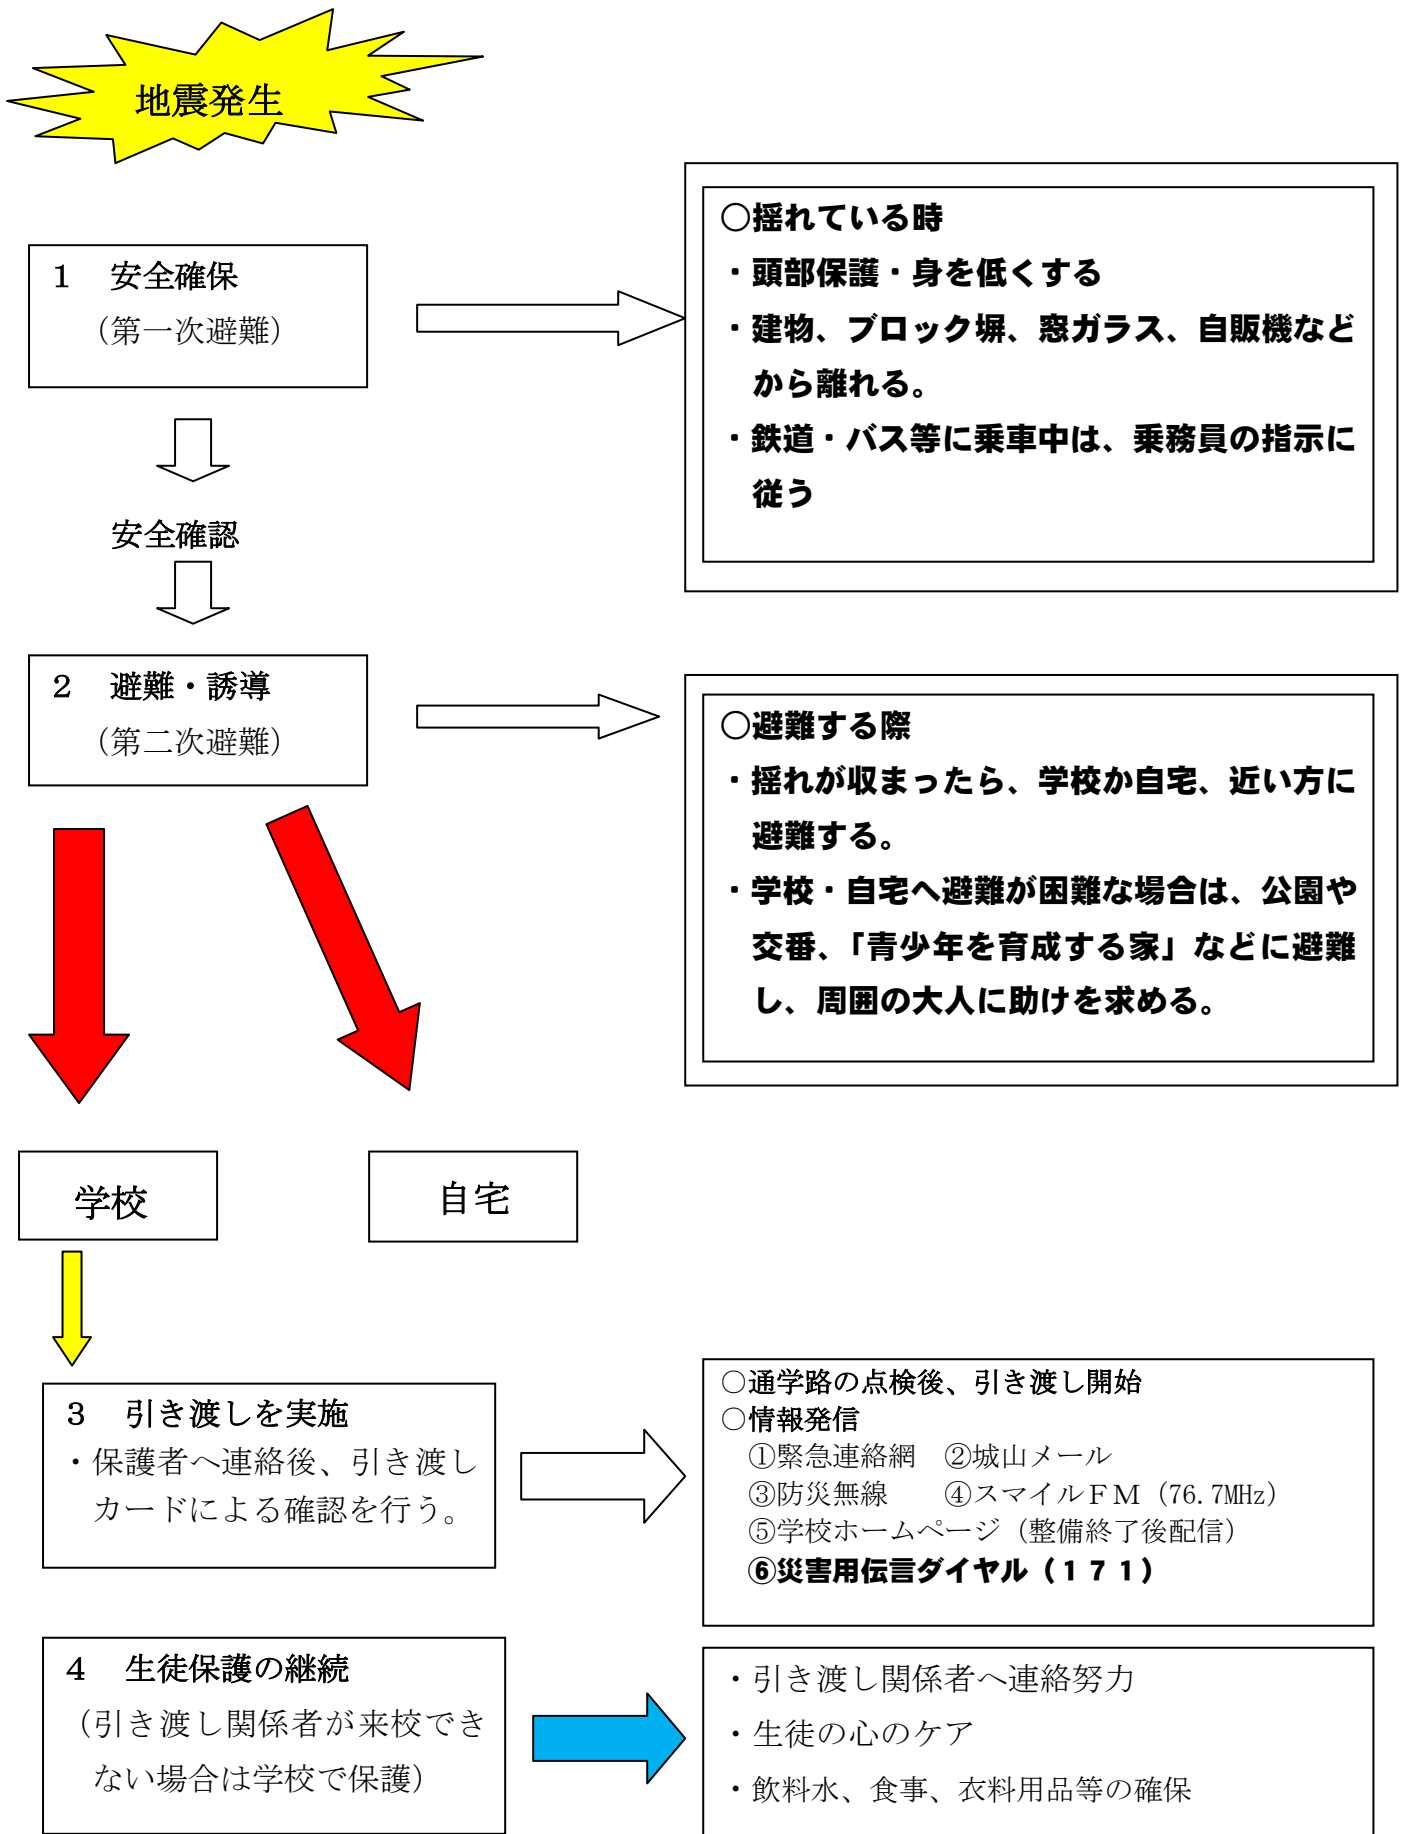 地震発生
１　安全確保
（第一次避難）
○揺れている時
・頭部保護・身を低くする
・建物、ブロック塀、窓ガラス、自販機など
から離れる。
・鉄道・バス等に乗車中は、乗務員の指示に
従う
安全確認
２　避難・誘導
（第二次避難）
○避難する際
・揺れが収まったら、学校か自宅、近い方に
避難する。
・学校・自宅へ避難が困難な場合は、公園や
交番、「青少年を育成する家」などに避難
し、周囲の大人に助けを求める。
学校
自宅
３　引き渡しを実施
・保護者へ連絡後、引き渡し
カードによる確認を行う。
○通学路の点検後、引き渡し開始
○情報発信
①緊急連絡網　②城山メール
③防災無線　　④スマイルＦＭ（76.7MHz）
⑤学校ホームページ（整備終了後配信）
⑥災害用伝言ダイヤル（１７１）
４　生徒保護の継続
（引き渡し関係者が来校でき
ない場合は学校で保護）
・引き渡し関係者へ連絡努力
・生徒の心のケア
・飲料水、食事、衣料用品等の確保